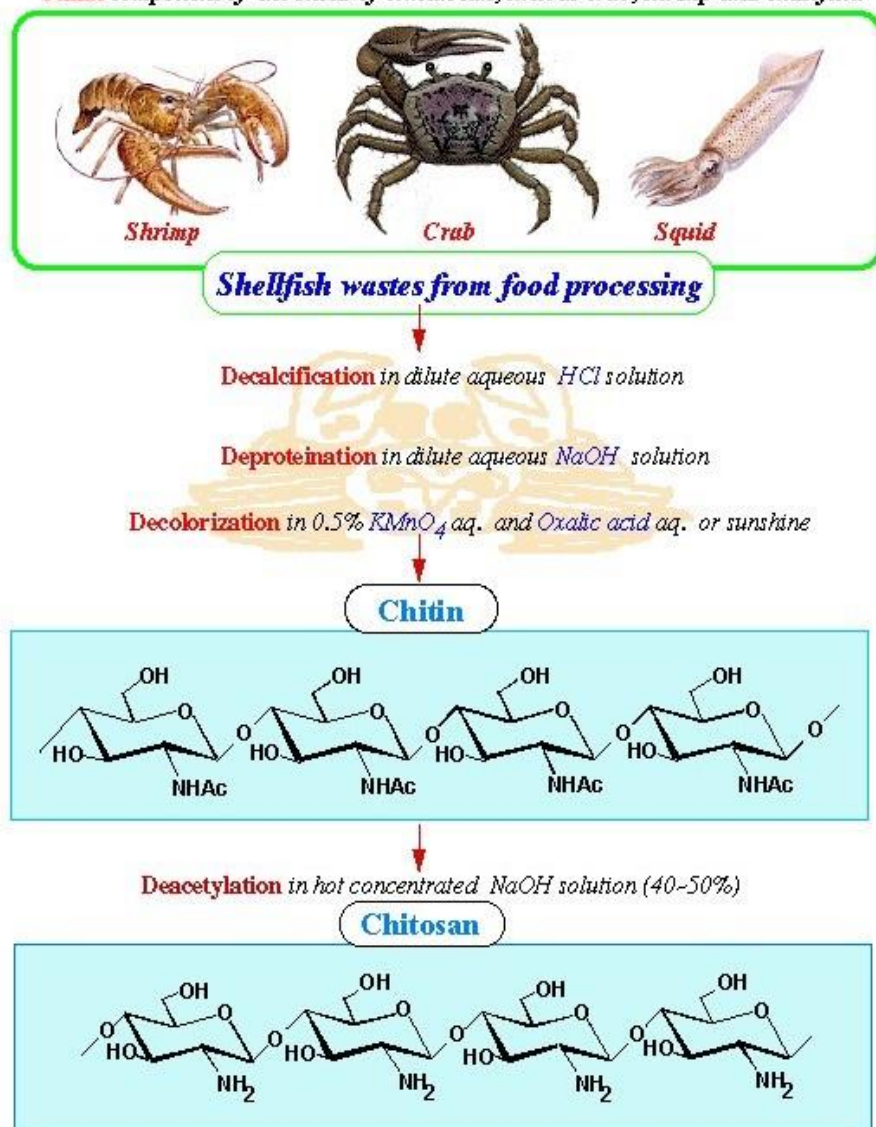 Shrimp Crab Squid
Shellfish wastes from food processing
Decalcification in dilute aqueous HCl solution
Deproteination in dilute aqueous NaOH solution
Decolorization in 0.5% KMnO4 aq. and Oxalic acid aq. or sunshine
Chitin
OH OH OH OH
O O O O
O O O O
HO HO HO HO
NHAc NHAc NHAc NHAc
Deacetylation in hot concentrated NaOH solution (40~50%)
Chitosan
OH OH OH OH
O O O O
O O O O
HO HO HO HO
NH2 NH2 NH2 NH2